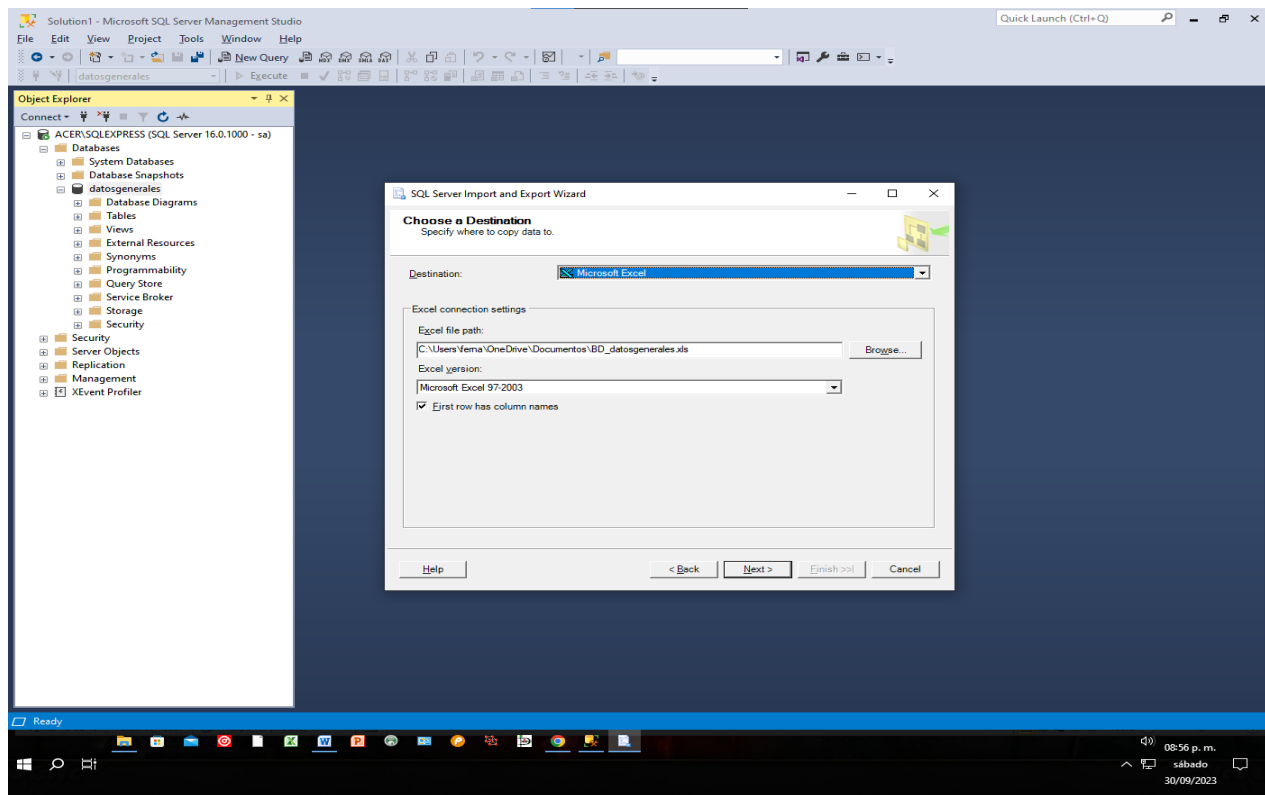 Solution1 - Microsoft SQL Server Management Studio
Quick Launch (Ctrl+Q)
File Edit View Project Tools Window Help
New Query
datosgenerales
Execute
Object Explorer
Connect
ACER\SQLEXPRESS (SQL Server 16.0.1000 - sa)
Databases
System Databases
Database Snapshots
datosgenerales
Database Diagrams
Tables
Views
External Resources
Synonyms
Programmability
Query Store
Service Broker
Storage
Security
Security
Server Objects
Replication
Management
XEvent Profiler
SQL Server Import and Export Wizard
Choose a Destination
Specify where to copy data to.
Destination: Microsoft Excel
Excel connection settings
Excel file path:
C:\Users\ferna\OneDrive\Documentos\BD_datosgenerales.xls Browse...
Excel version:
Microsoft Excel 97-2003
First row has column names
Help < Back Next > Finish >>| Cancel
Ready
08:56 p. m.
sábado
30/09/2023